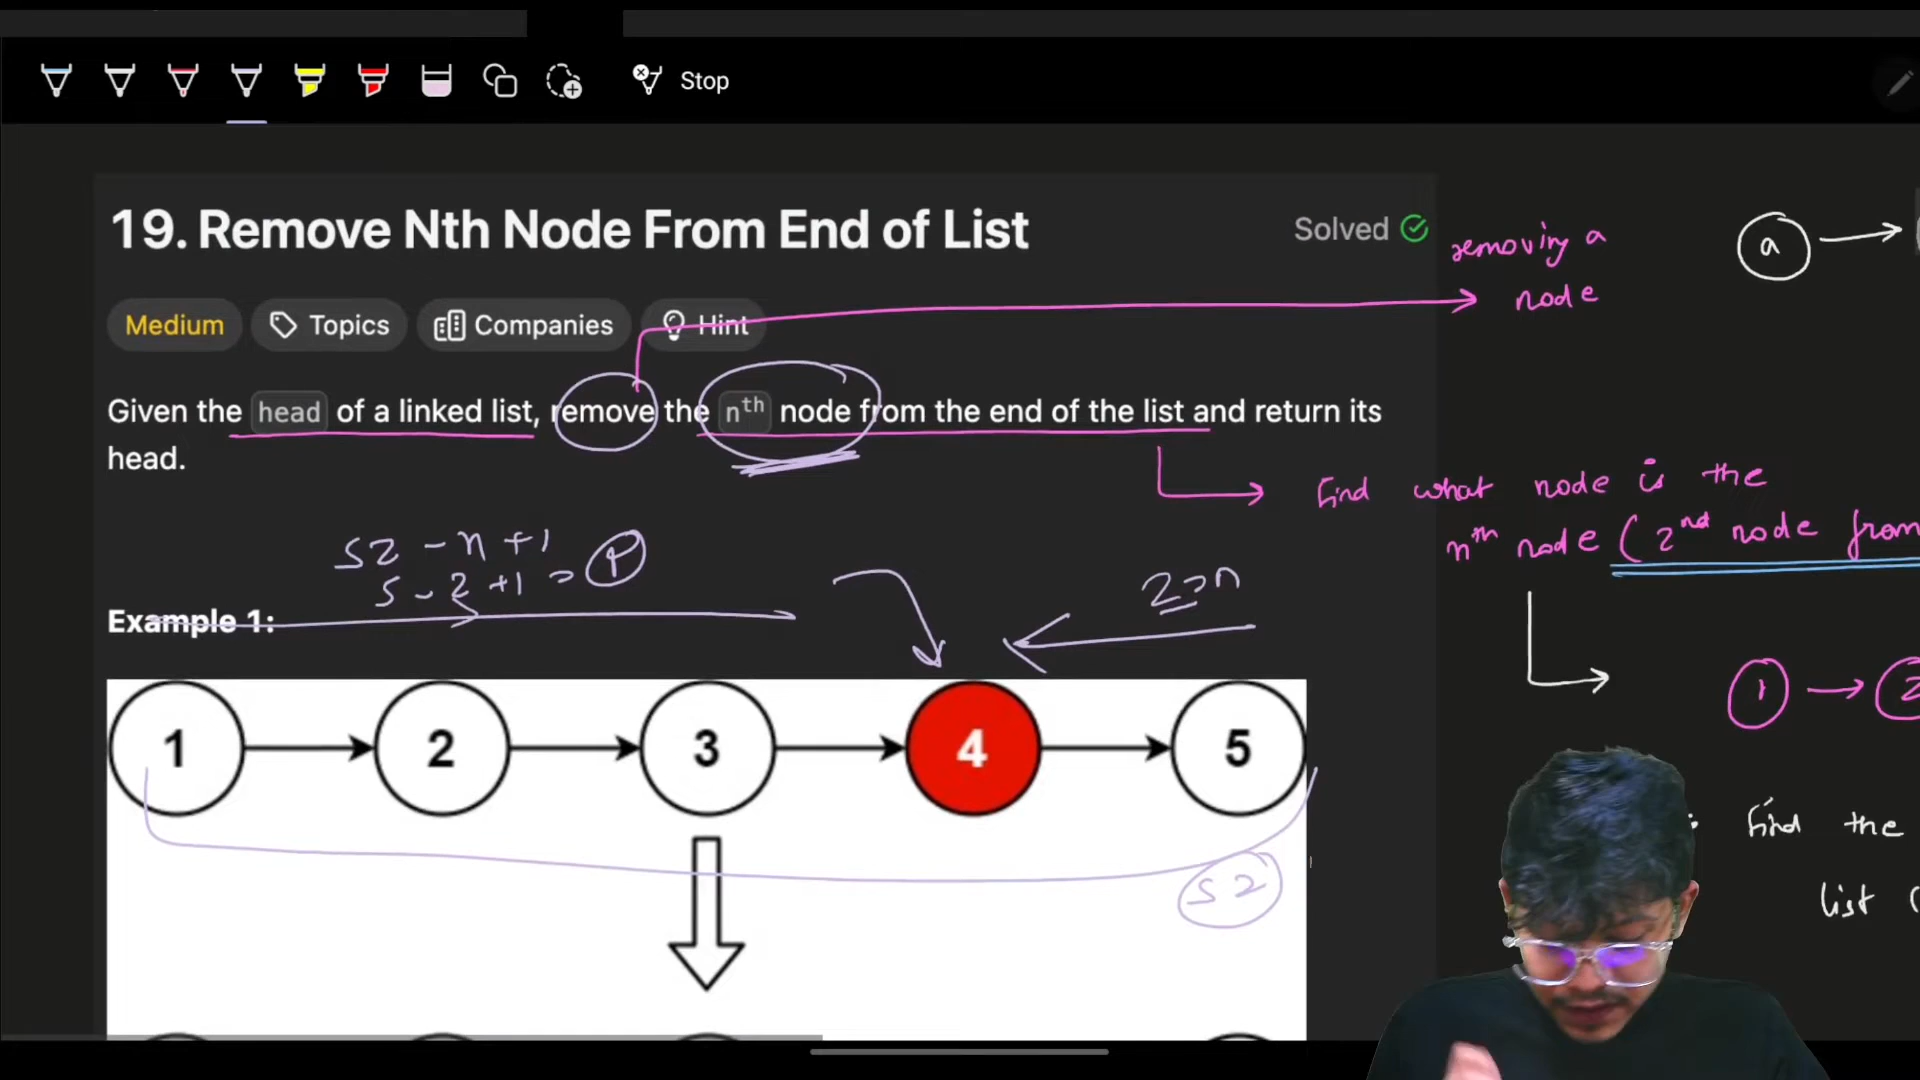 Stop
19. Remove Nth Node From End of List
Solved
removing a
node
a
Medium
Topics
Companies
Hint
Given the head of a linked list, remove the nth node from the end of the list and return its
head.
find what node is the
nth node (2nd node from
sz - n + 1
5 - 2 + 1 =
2 = n
Example 1:
1
2
3
4
5
1
2
sz
find the
list (